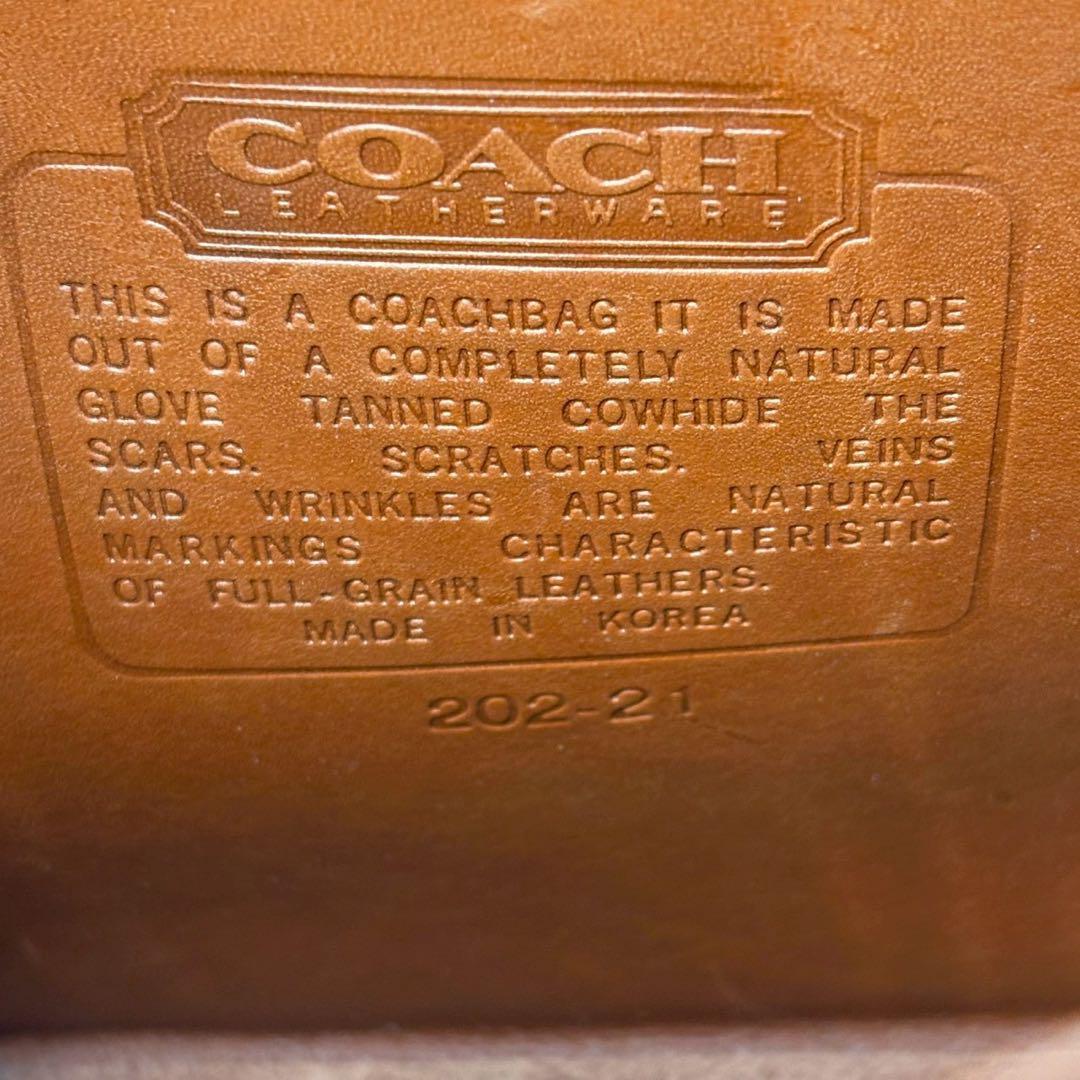 COACH
LEATHERWARE
THIS IS A COACHBAG IT IS MADE
OUT OF A COMPLETELY NATURAL
GLOVE TANNED COWHIDE THE
SCARS. SCRATCHES. VEINS
AND WRINKLES ARE NATURAL
MARKINGS CHARACTERISTIC
OF FULL-GRAIN LEATHERS.
MADE IN KOREA
202-21